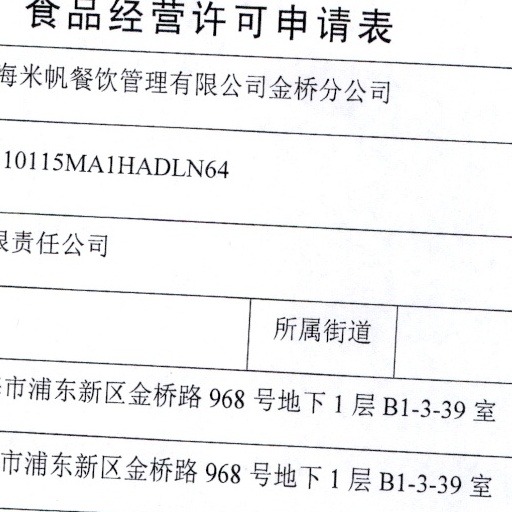 食品经营许可申请表
海米帆餐饮管理有限公司金桥分公司
10115MA1HADLN64
限责任公司
所属街道
市浦东新区金桥路 968 号地下 1 层 B1-3-39 室
市浦东新区金桥路 968 号地下 1 层 B1-3-39 室